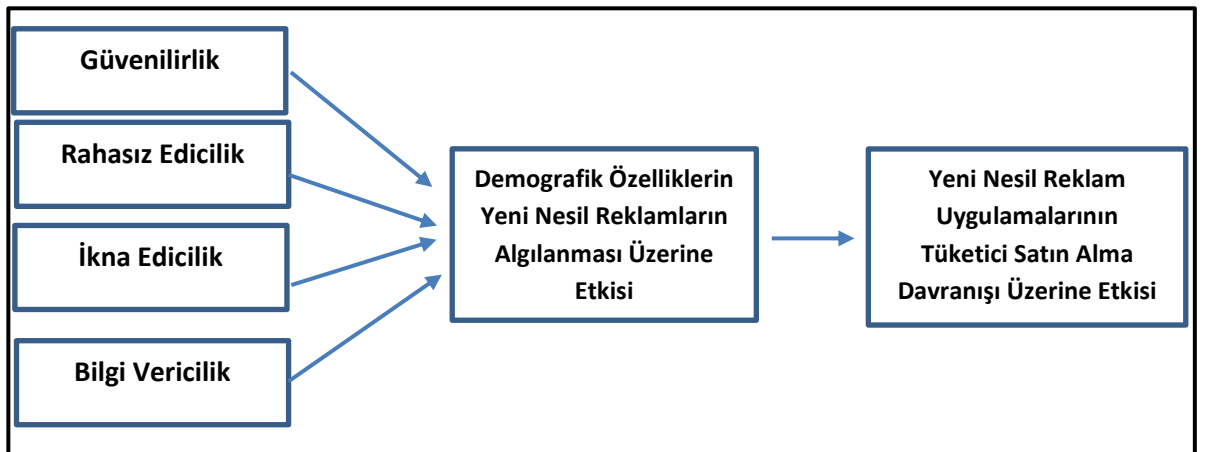 Güvenilirlik
Rahasız Edicilik
İkna Edicilik
Bilgi Vericilik
Demografik Özelliklerin
Yeni Nesil Reklamların
Algılanması Üzerine
Etkisi
Yeni Nesil Reklam
Uygulamalarının
Tüketici Satın Alma
Davranışı Üzerine Etkisi